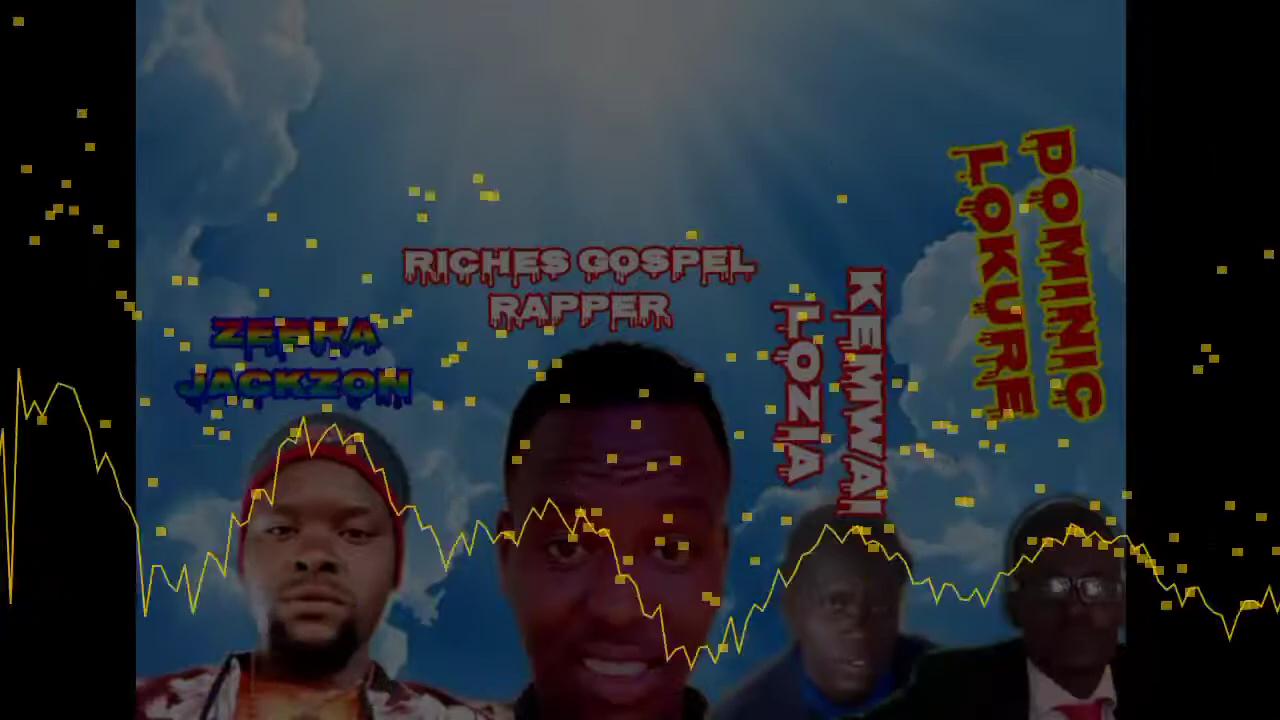 ZEBRA
JACKZON
RICHES GOSPEL
RAPPER
KEMWAI
LOZIA
DOMINIC
LOKURE